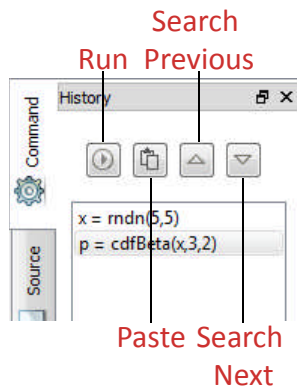 Search
Run Previous
History
Command
x = rndn(5,5)
p = cdfBeta(x,3,2)
Source
Paste Search
Next